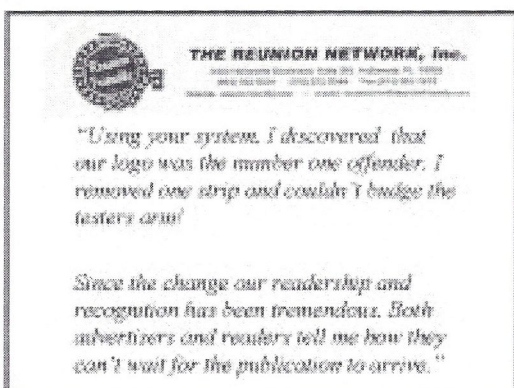 THE REUNION NETWORK, Inc.
"Using your system, I discovered that
our logo was the number one offender. I
removed one strip and couldn't budge the
testers arm!
Since the change our readership and
recognition has been tremendous. Both
advertizers and readers tell me how they
can't wait for the publication to arrive."